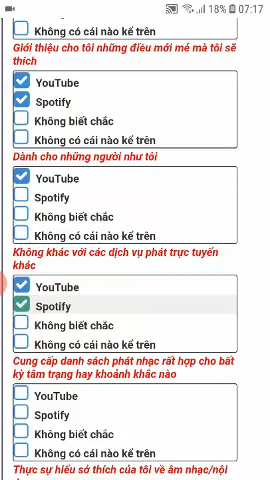 18% 07:17
Không có cái nào kể trên
Giới thiệu cho tôi những điều mới mẻ mà tôi sẽ
thích
YouTube
Spotify
Không biết chắc
Không có cái nào kể trên
Dành cho những người như tôi
YouTube
Spotify
Không biết chắc
Không có cái nào kể trên
Không khác với các dịch vụ phát trực tuyến
khác
YouTube
Spotify
Không biết chắc
Không có cái nào kể trên
Cung cấp danh sách phát nhạc rất hợp cho bất
kỳ tâm trạng hay khoảnh khắc nào
YouTube
Spotify
Không biết chắc
Không có cái nào kể trên
Thực sự hiểu sở thích của tôi về âm nhạc/nội